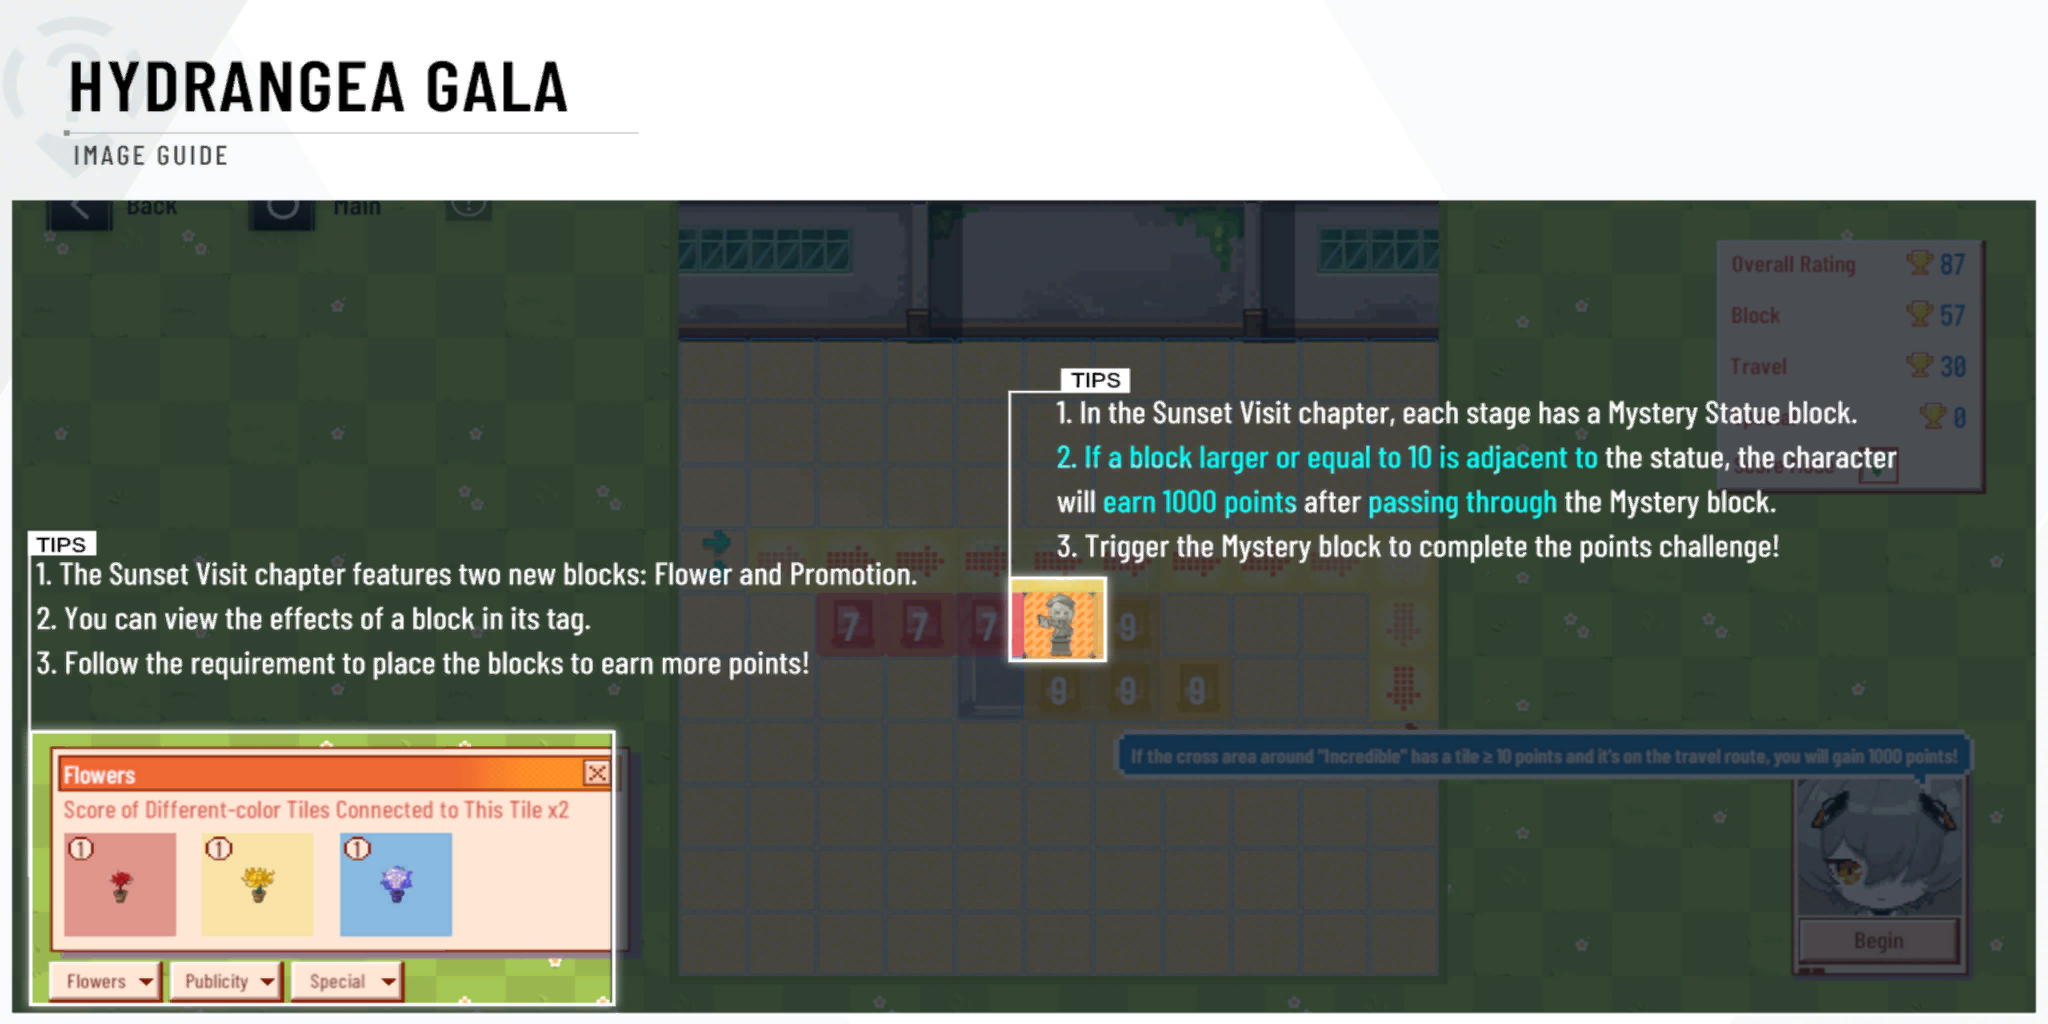 HYDRANGEA GALA
IMAGE GUIDE
Back
Main
Overall Rating 87
Block 57
Travel 30
0
TIPS
1. In the Sunset Visit chapter, each stage has a Mystery Statue block.
2. If a block larger or equal to 10 is adjacent to the statue, the character
will earn 1000 points after passing through the Mystery block.
3. Trigger the Mystery block to complete the points challenge!
TIPS
1. The Sunset Visit chapter features two new blocks: Flower and Promotion.
2. You can view the effects of a block in its tag.
3. Follow the requirement to place the blocks to earn more points!
7 7 7 9
9 9 9
If the cross area around "Incredible" has a tile ≥ 10 points and it's on the travel route, you will gain 1000 points!
Flowers
Score of Different-color Tiles Connected to This Tile x2
1 1 1
Begin
Flowers Publicity Special